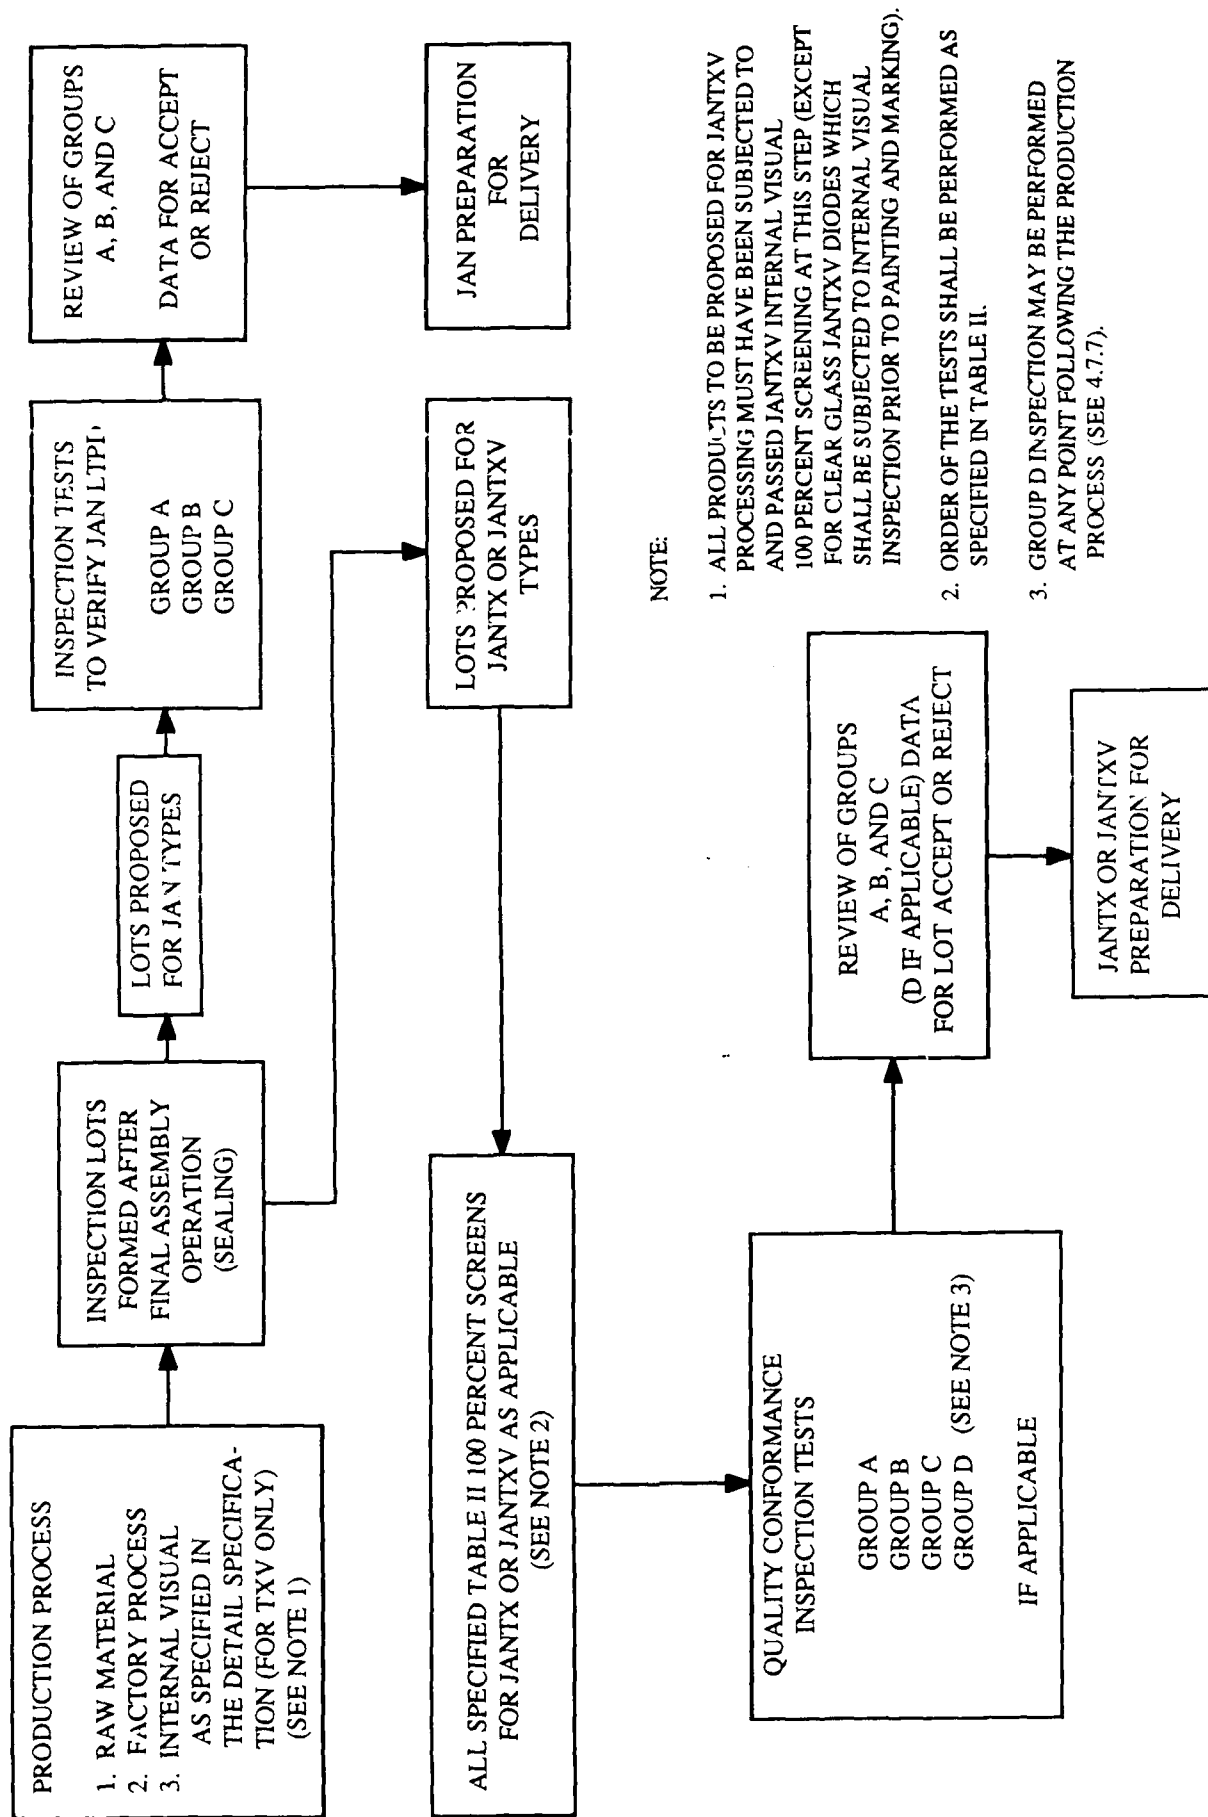 PRODUCTION PROCESS
1. RAW MATERIAL
2. FACTORY PROCESS
3. INTERNAL VISUAL
AS SPECIFIED IN
THE DETAIL SPECIFICA-
TION (FOR TXV ONLY)
(SEE NOTE 1)
INSPECTION LOTS
FORMED AFTER
FINAL ASSEMBLY
OPERATION
(SEALING)
LOTS PROPOSED
FOR JAN TYPES
INSPECTION TESTS
TO VERIFY JAN LTPD
GROUP A
GROUP B
GROUP C
REVIEW OF GROUPS
A, B, AND C
DATA FOR ACCEPT
OR REJECT
JAN PREPARATION
FOR
DELIVERY
LOTS PROPOSED FOR
JANTX OR JANTXV
TYPES
ALL SPECIFIED TABLE II 100 PERCENT SCREENS
FOR JANTX OR JANTXV AS APPLICABLE
(SEE NOTE 2)
QUALITY CONFORMANCE
INSPECTION TESTS
GROUP A
GROUP B
GROUP C
GROUP D (SEE NOTE 3)
IF APPLICABLE
REVIEW OF GROUPS
A, B, AND C
(D IF APPLICABLE) DATA
FOR LOT ACCEPT OR REJECT
JANTX OR JANTXV
PREPARATION FOR
DELIVERY
NOTE:
1. ALL PRODUCTS TO BE PROPOSED FOR JANTXV
PROCESSING MUST HAVE BEEN SUBJECTED TO
AND PASSED JANTXV INTERNAL VISUAL
100 PERCENT SCREENING AT THIS STEP (EXCEPT
FOR CLEAR GLASS JANTXV DIODES WHICH
SHALL BE SUBJECTED TO INTERNAL VISUAL
INSPECTION PRIOR TO PAINTING AND MARKING).
2. ORDER OF THE TESTS SHALL BE PERFORMED AS
SPECIFIED IN TABLE II.
3. GROUP D INSPECTION MAY BE PERFORMED
AT ANY POINT FOLLOWING THE PRODUCTION
PROCESS (SEE 4.7.7).